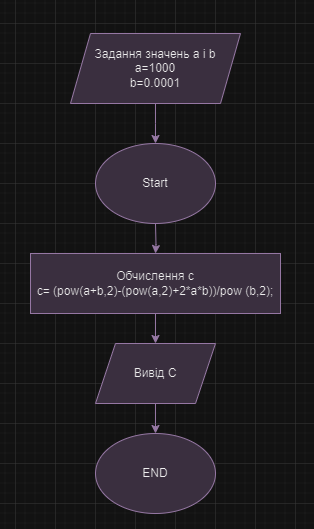 Задання значень a i b
a=1000
b=0.0001
Start
Обчислення c
c= (pow(a+b,2)-(pow(a,2)+2*a*b))/pow (b,2);
Вивід C
END